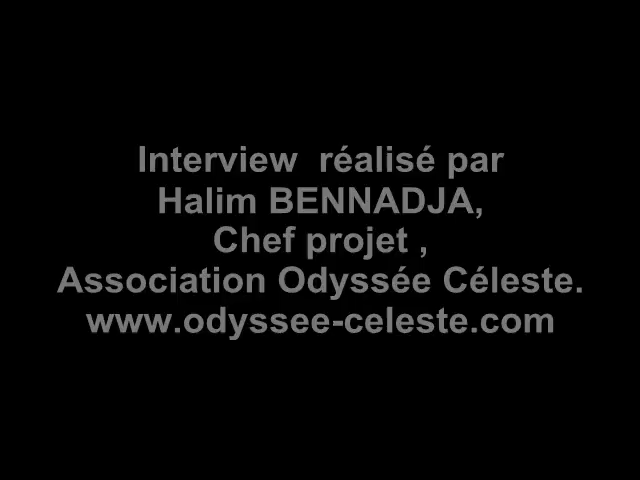 Interview  réalisé par
Halim BENNADJA,
Chef projet ,
Association Odyssée Céleste.
www.odyssee-celeste.com